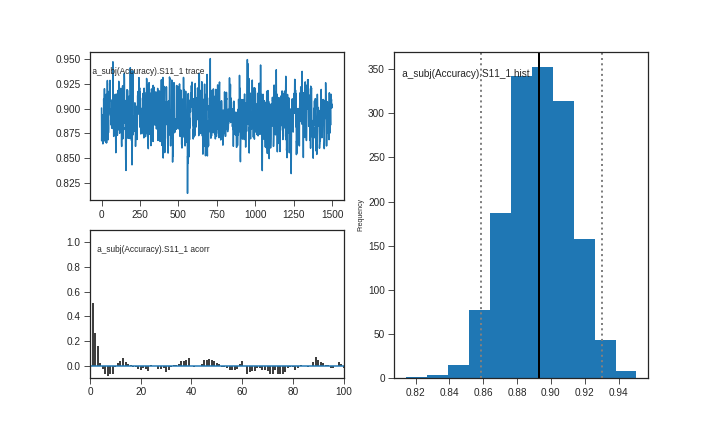 a_subj(Accuracy).S11_1 trace
0.950
0.925
0.900
0.875
0.850
0.825
0 250 500 750 1000 1250 1500
a_subj(Accuracy).S11_1 acorr
1.0
0.8
0.6
0.4
0.2
0.0
0 20 40 60 80 100
a_subj(Accuracy).S11_1 hist
Frequency
350
300
250
200
150
100
50
0
0.82 0.84 0.86 0.88 0.90 0.92 0.94